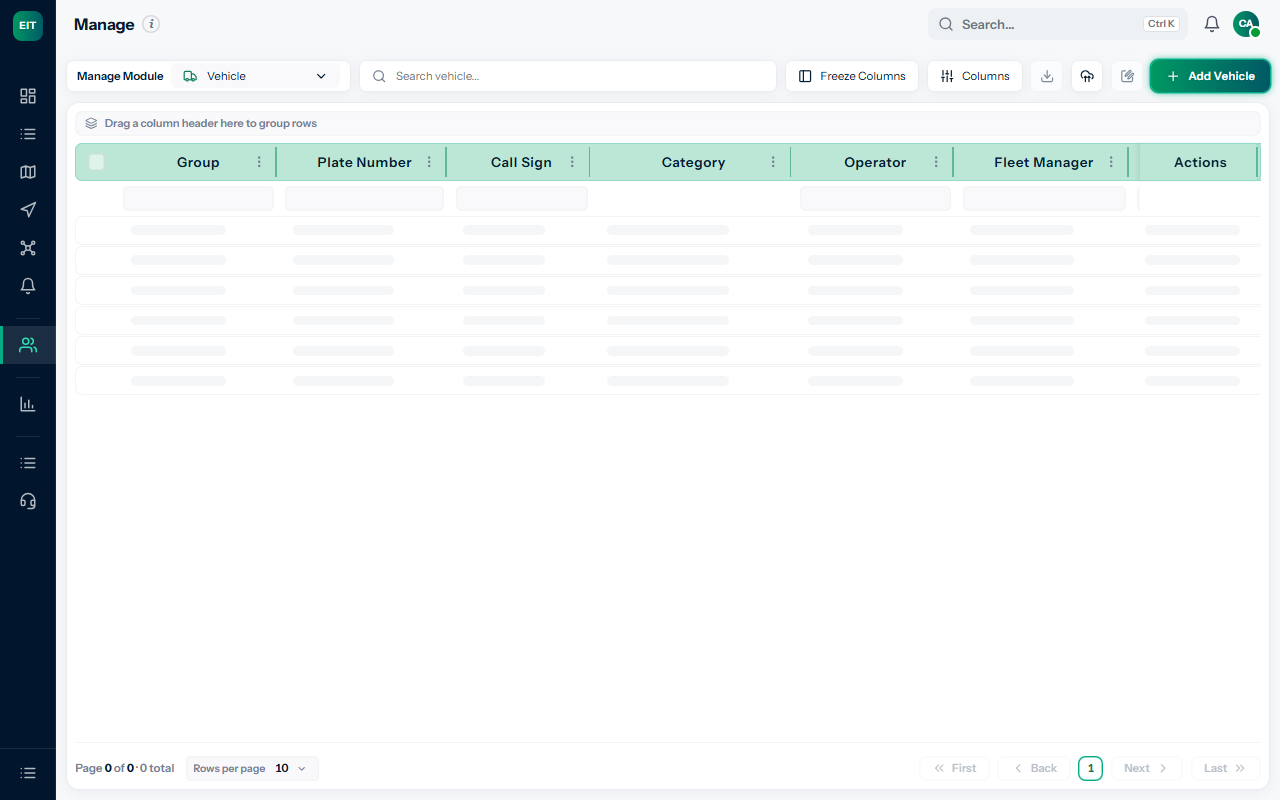 EIT
Manage
Search...
Ctrl K
CA
Manage Module
Vehicle
Search vehicle...
Freeze Columns
Columns
Add Vehicle
Drag a column header here to group rows
Group
Plate Number
Call Sign
Category
Operator
Fleet Manager
Actions
Page 0 of 0 · 0 total
Rows per page 10
First
Back
1
Next
Last